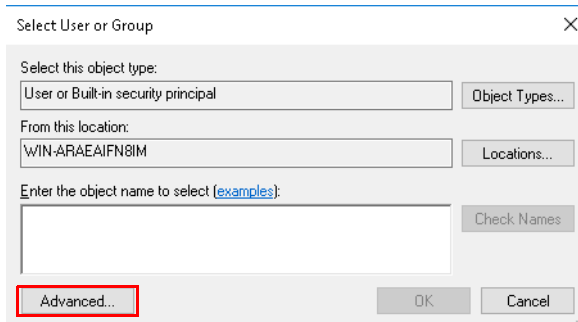 Select User or Group
Select this object type:
User or Built-in security principal
Object Types...
From this location:
WIN-ARAEAIFN8IM
Locations...
Enter the object name to select (examples):
Check Names
Advanced...
OK
Cancel